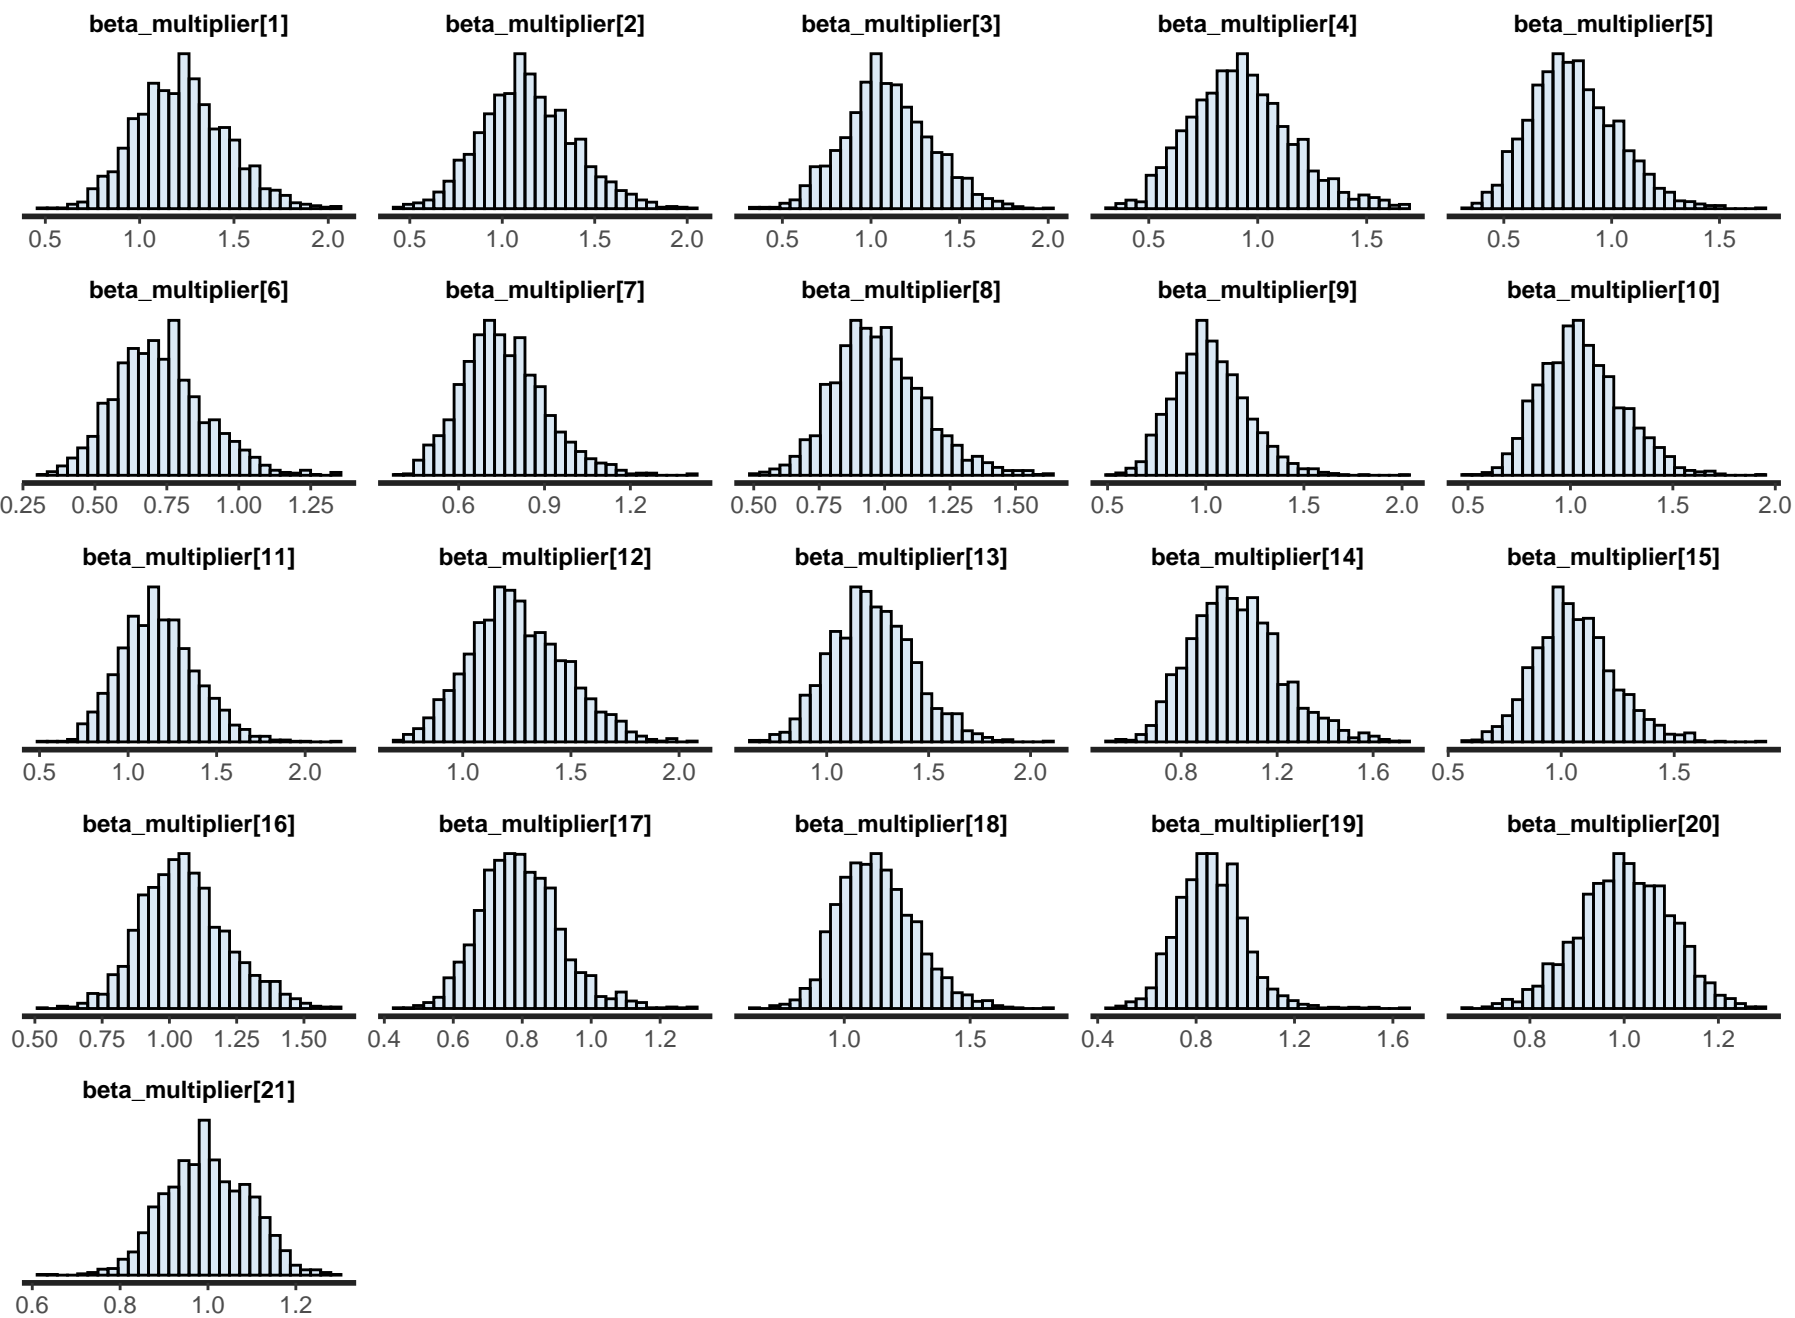 beta_multiplier[1] beta_multiplier[2] beta_multiplier[3] beta_multiplier[4] beta_multiplier[5]
0.5 1.0 1.5 2.0 0.5 1.0 1.5 2.0 0.5 1.0 1.5 2.0 0.5 1.0 1.5 0.5 1.0 1.5
beta_multiplier[6] beta_multiplier[7] beta_multiplier[8] beta_multiplier[9] beta_multiplier[10]
0.25 0.50 0.75 1.00 1.25 0.6 0.9 1.2 0.50 0.75 1.00 1.25 1.50 0.5 1.0 1.5 2.0 0.5 1.0 1.5 2.0
beta_multiplier[11] beta_multiplier[12] beta_multiplier[13] beta_multiplier[14] beta_multiplier[15]
0.5 1.0 1.5 2.0 1.0 1.5 2.0 1.0 1.5 2.0 0.8 1.2 1.6 0.5 1.0 1.5
beta_multiplier[16] beta_multiplier[17] beta_multiplier[18] beta_multiplier[19] beta_multiplier[20]
0.50 0.75 1.00 1.25 1.50 0.4 0.6 0.8 1.0 1.2 1.0 1.5 0.4 0.8 1.2 1.6 0.8 1.0 1.2
beta_multiplier[21]
0.6 0.8 1.0 1.2